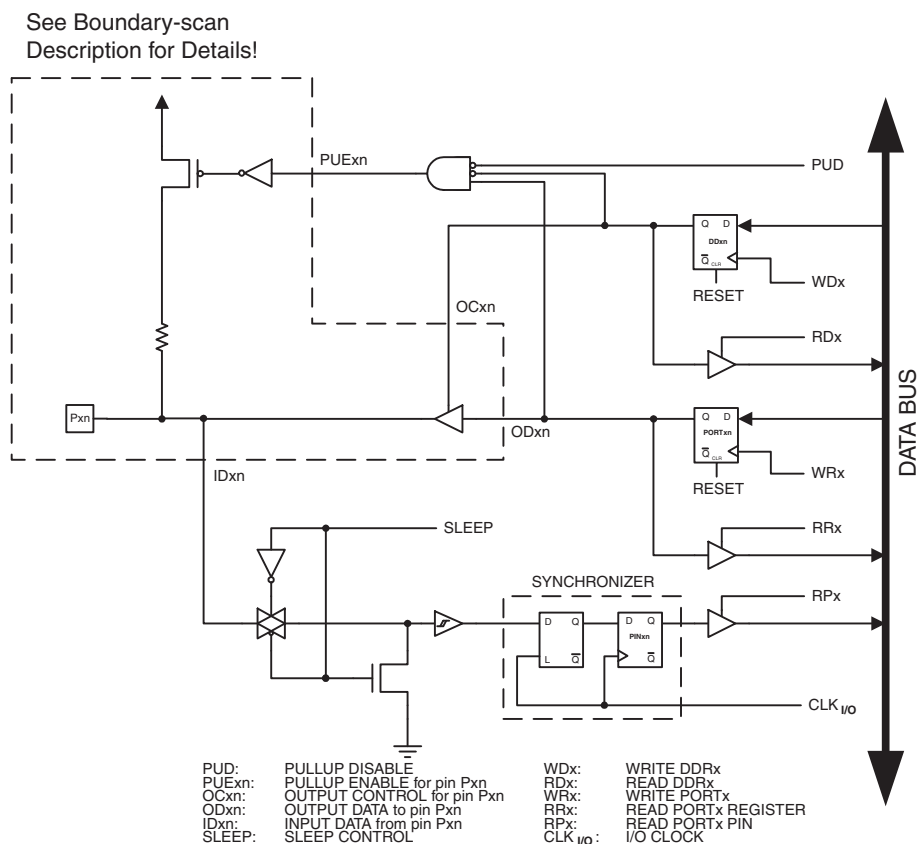 See Boundary-scan
Description for Details!
PUExn
PUD
Q D
DDxn
Q CLR
WDx
RESET
OCxn
RDx
Pxn
ODxn
Q D
PORTxn
Q CLR
WRx
RESET
IDxn
SLEEP
RRx
SYNCHRONIZER
RPx
D Q
L Q
D Q
PINxn
Q
CLK I/O
DATA BUS
PUD: PULLUP DISABLE
PUExn: PULLUP ENABLE for pin Pxn
OCxn: OUTPUT CONTROL for pin Pxn
ODxn: OUTPUT DATA to pin Pxn
IDxn: INPUT DATA from pin Pxn
SLEEP: SLEEP CONTROL
WDx: WRITE DDRx
RDx: READ DDRx
WRx: WRITE PORTx
RRx: READ PORTx REGISTER
RPx: READ PORTx PIN
CLK I/O: I/O CLOCK